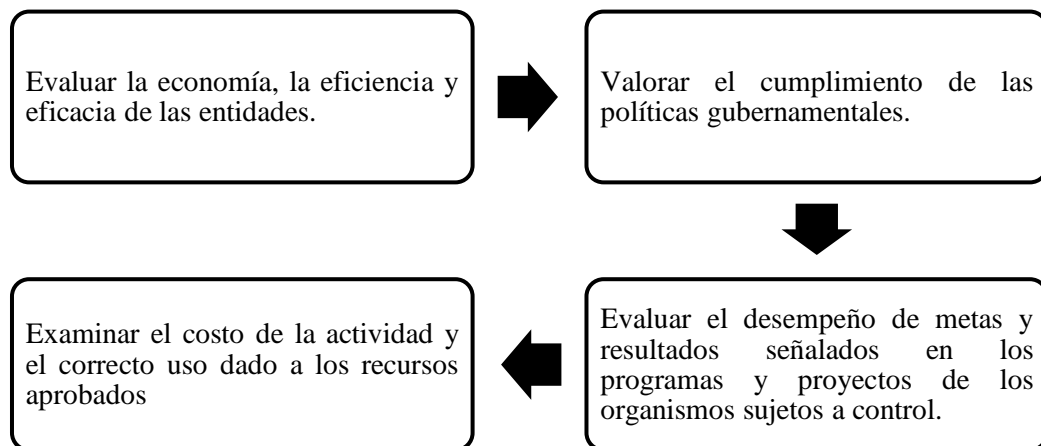 Evaluar la economía, la eficiencia y
eficacia de las entidades.
Valorar el cumplimiento de las
políticas gubernamentales.
Evaluar el desempeño de metas y
resultados señalados en los
programas y proyectos de los
organismos sujetos a control.
Examinar el costo de la actividad y
el correcto uso dado a los recursos
aprobados